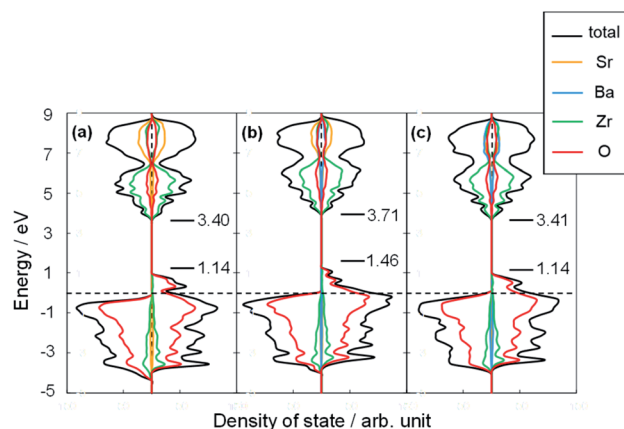 total
Sr
Ba
Zr
O
(a)
(b)
(c)
9
7
5
3
1
-1
-3
-5
Energy / eV
3.40
1.14
3.71
1.46
3.41
1.14
Density of state / arb. unit